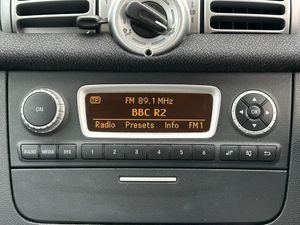 TP
FM 89.1 MHz
BBC R2
Radio Presets Info FM1
ON
OK
RADIO MEDIA SYS 1 2 3 4 5 6